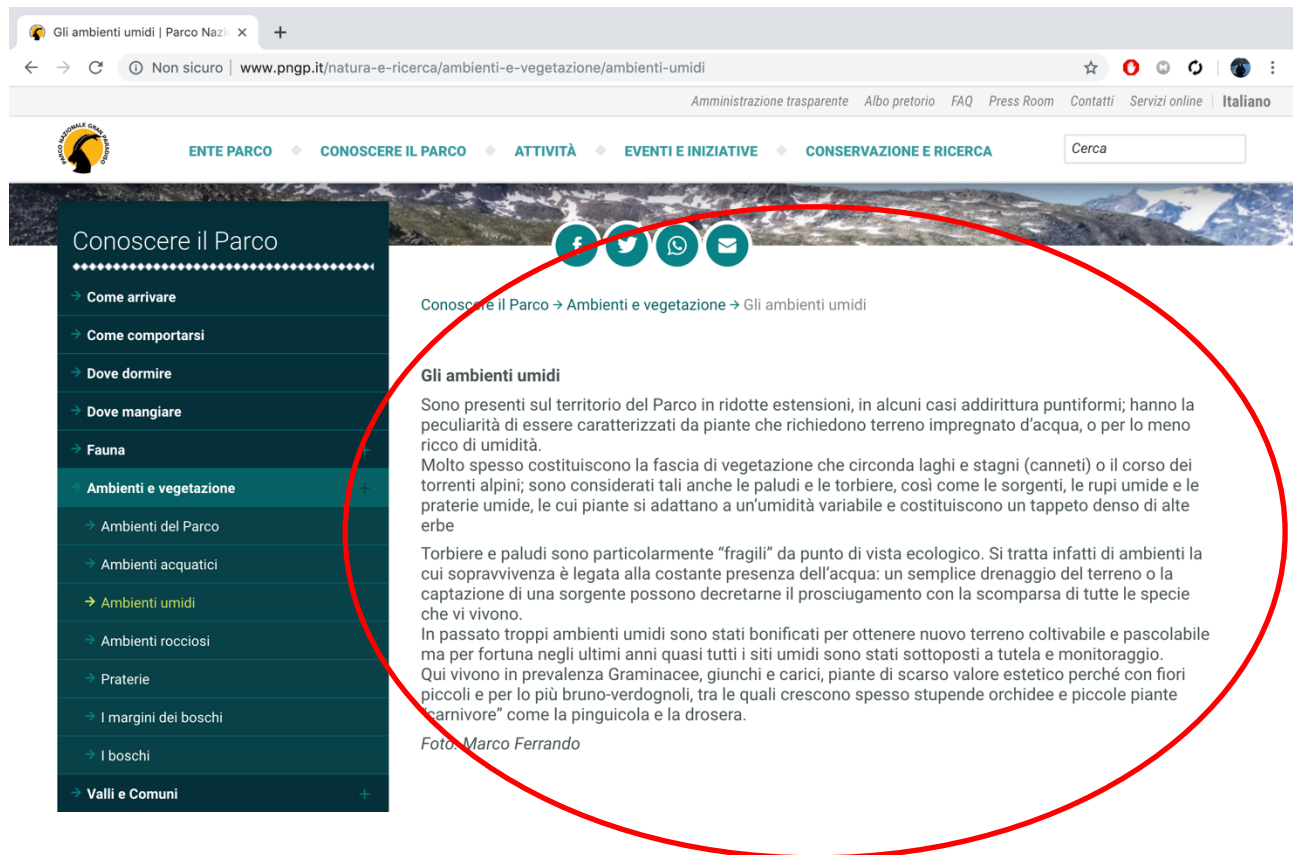 Gli ambienti umidi | Parco Nazi
Non sicuro | www.pngp.it/natura-e-ricerca/ambienti-e-vegetazione/ambienti-umidi
Amministrazione trasparente Albo pretorio FAQ Press Room Contatti Servizi online | Italiano
PARCO NAZIONALE GRAN PARADISO
ENTE PARCO CONOSCERE IL PARCO ATTIVITÀ EVENTI E INIZIATIVE CONSERVAZIONE E RICERCA
Cerca
Conoscere il Parco
Come arrivare
Come comportarsi
Dove dormire
Dove mangiare
Fauna +
Ambienti e vegetazione +
Ambienti del Parco
Ambienti acquatici
Ambienti umidi
Ambienti rocciosi
Praterie
I margini dei boschi
I boschi
Valli e Comuni +
Conoscere il Parco → Ambienti e vegetazione → Gli ambienti umidi
Gli ambienti umidi
Sono presenti sul territorio del Parco in ridotte estensioni, in alcuni casi addirittura puntiformi; hanno la
peculiarità di essere caratterizzati da piante che richiedono terreno impregnato d'acqua, o per lo meno
ricco di umidità.
Molto spesso costituiscono la fascia di vegetazione che circonda laghi e stagni (canneti) o il corso dei
torrenti alpini; sono considerati tali anche le paludi e le torbiere, così come le sorgenti, le rupi umide e le
praterie umide, le cui piante si adattano a un'umidità variabile e costituiscono un tappeto denso di alte
erbe
Torbiere e paludi sono particolarmente "fragili" da punto di vista ecologico. Si tratta infatti di ambienti la
cui sopravvivenza è legata alla costante presenza dell'acqua: un semplice drenaggio del terreno o la
captazione di una sorgente possono decretarne il prosciugamento con la scomparsa di tutte le specie
che vi vivono.
In passato troppi ambienti umidi sono stati bonificati per ottenere nuovo terreno coltivabile e pascolabile
ma per fortuna negli ultimi anni quasi tutti i siti umidi sono stati sottoposti a tutela e monitoraggio.
Qui vivono in prevalenza Graminacee, giunchi e carici, piante di scarso valore estetico perché con fiori
piccoli e per lo più bruno-verdognoli, tra le quali crescono spesso stupende orchidee e piccole piante
"carnivore" come la pinguicola e la drosera.
Foto: Marco Ferrando